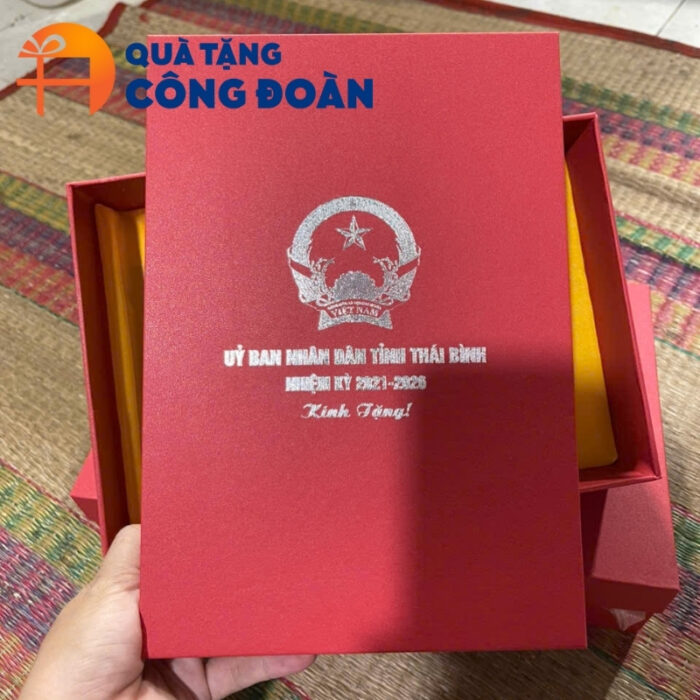 QUÀ TẶNG
CÔNG ĐOÀN
VIỆT NAM
UỶ BAN NHÂN DÂN TỈNH THÁI BÌNH
NHIỆM KỲ 2021-2026
Kính Tặng!